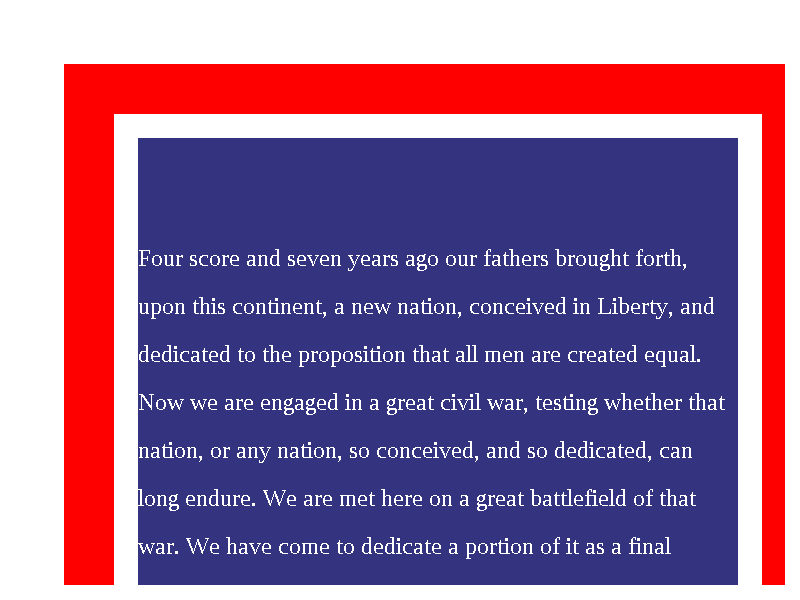 Four score and seven years ago our fathers brought forth,
upon this continent, a new nation, conceived in Liberty, and
dedicated to the proposition that all men are created equal.
Now we are engaged in a great civil war, testing whether that
nation, or any nation, so conceived, and so dedicated, can
long endure. We are met here on a great battlefield of that
war. We have come to dedicate a portion of it as a final